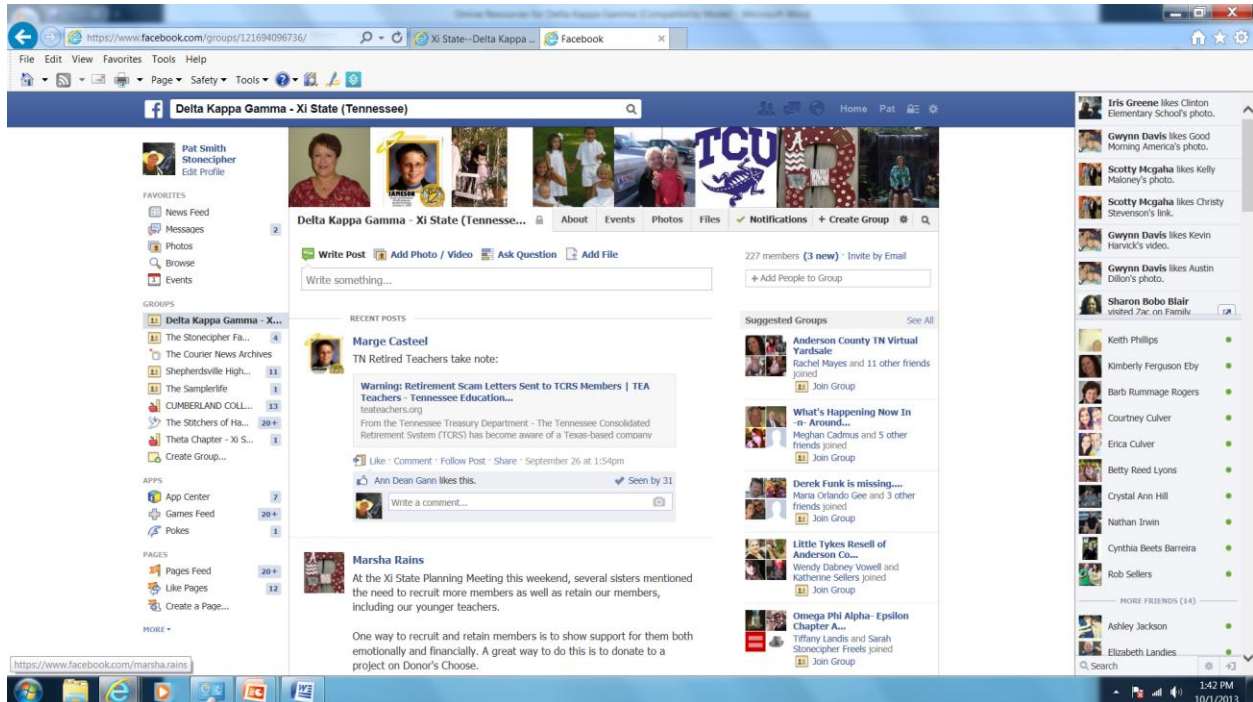 Online Resources for Delta Kappa Gamma [Compatibility Mode] - Microsoft Word
https://www.facebook.com/groups/121694096736/
Xi State--Delta Kappa ...
Facebook
File Edit View Favorites Tools Help
Page Safety Tools
Delta Kappa Gamma - Xi State (Tennessee)
Home Pat
Pat Smith
Stonecipher
Edit Profile
FAVORITES
News Feed
Messages 2
Photos
Browse
Events
GROUPS
Delta Kappa Gamma - X...
The Stonecipher Fa... 4
The Courier News Archives
Shepherdsville High... 11
The Samplerlife 1
CUMBERLAND COLL... 13
The Stitchers of Ha... 20+
Theta Chapter - Xi S... 1
Create Group...
APPS
App Center 7
Games Feed 20+
Pokes 1
PAGES
Pages Feed 20+
Like Pages 12
Create a Page...
MORE
https://www.facebook.com/marsha.rains
JAMESON
12
TCU
Delta Kappa Gamma - Xi State (Tennesse... About Events Photos Files Notifications + Create Group
Write Post Add Photo / Video Ask Question Add File
Write something...
RECENT POSTS
Marge Casteel
TN Retired Teachers take note:
Warning: Retirement Scam Letters Sent to TCRS Members | TEA
Teachers - Tennessee Education...
teateachers.org
From the Tennessee Treasury Department - The Tennessee Consolidated
Retirement System (TCRS) has become aware of a Texas-based company
Like · Comment · Follow Post · Share · September 26 at 1:54pm
Ann Dean Gann likes this. Seen by 31
Write a comment...
Marsha Rains
At the Xi State Planning Meeting this weekend, several sisters mentioned
the need to recruit more members as well as retain our members,
including our younger teachers.
One way to recruit and retain members is to show support for them both
emotionally and financially. A great way to do this is to donate to a
project on Donor's Choose.
227 members (3 new) · Invite by Email
+ Add People to Group
Suggested Groups See All
Anderson County TN Virtual
Yardsale
Rachel Mayes and 11 other friends
joined
Join Group
What's Happening Now In
-n- Around...
Meghan Cadmus and 5 other
friends joined
Join Group
Derek Funk is missing....
Maria Orlando Gee and 3 other
friends joined
Join Group
Little Tykes Resell of
Anderson Co...
Wendy Dabney Vowell and
Katherine Sellers joined
Join Group
Omega Phi Alpha- Epsilon
Chapter A...
Tiffany Landis and Sarah
Stonecipher Freels joined
Join Group
Iris Greene likes Clinton
Elementary School's photo.
Gwynn Davis likes Good
Morning America's photo.
Scotty Mcgaha likes Kelly
Maloney's photo.
Scotty Mcgaha likes Christy
Stevenson's link.
Gwynn Davis likes Kevin
Harvick's video.
Gwynn Davis likes Austin
Dillon's photo.
Sharon Bobo Blair
visited Zac on Family
Keith Phillips
Kimberly Ferguson Eby
Barb Rummage Rogers
Courtney Culver
Erica Culver
Betty Reed Lyons
Crystal Ann Hill
Nathan Irwin
Cynthia Beets Barreira
Rob Sellers
MORE FRIENDS (14)
Ashley Jackson
Elizabeth Landies
Search
1:42 PM
10/1/2013